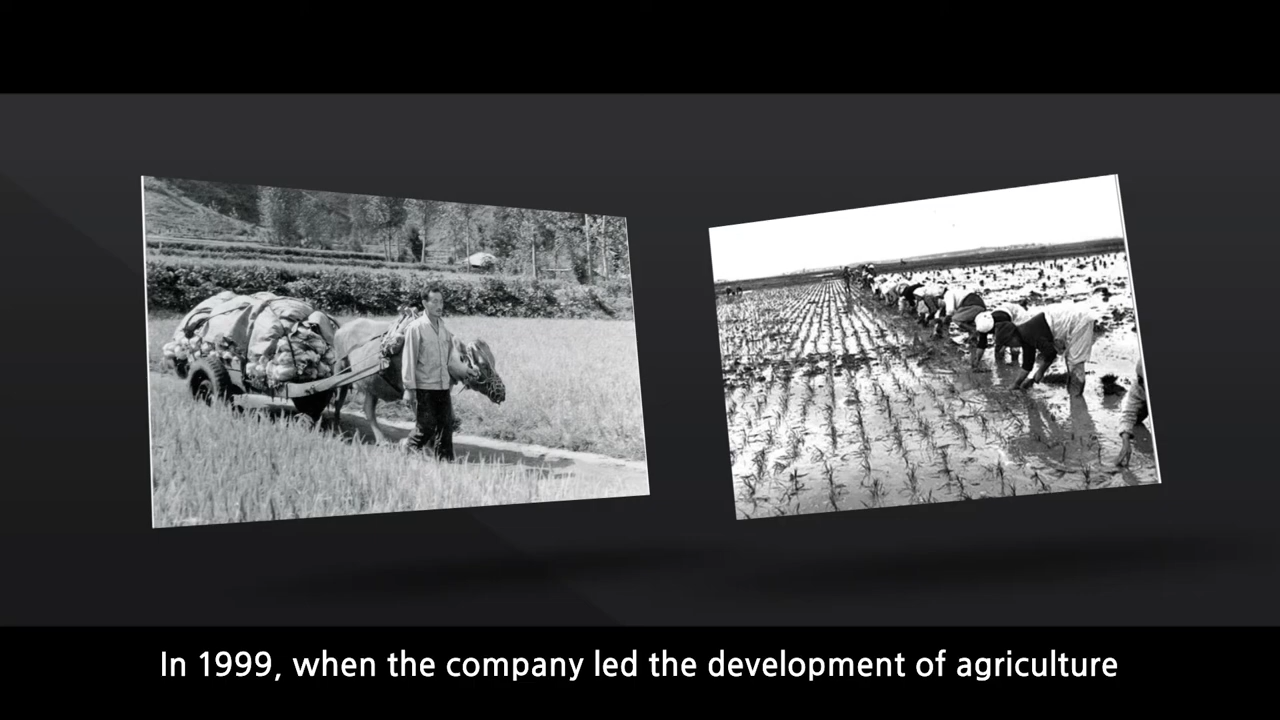 In 1999, when the company led the development of agriculture